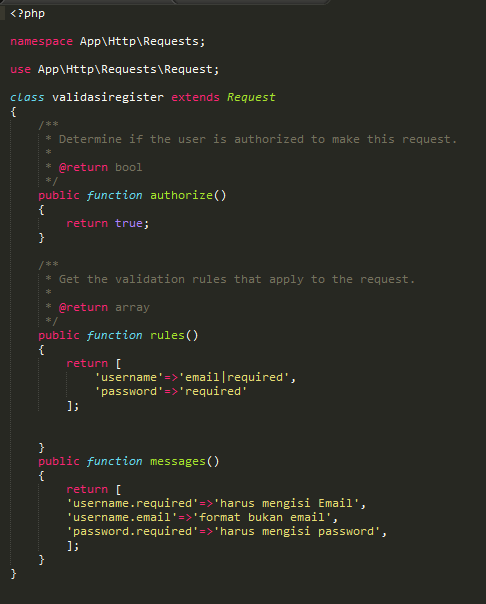 <?php
namespace App\Http\Requests;
use App\Http\Requests\Request;
class validasiregister extends Request
{
/**
* Determine if the user is authorized to make this request.
*
* @return bool
*/
public function authorize()
{
return true;
}
/**
* Get the validation rules that apply to the request.
*
* @return array
*/
public function rules()
{
return [
'username'=>'email|required',
'password'=>'required'
];
}
public function messages()
{
return [
'username.required'=>'harus mengisi Email',
'username.email'=>'format bukan email',
'password.required'=>'harus mengisi password',
];
}
}